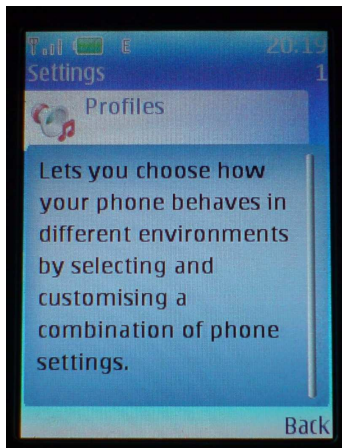 E 20:19
Settings 1
Profiles
Lets you choose how
your phone behaves in
different environments
by selecting and
customising a
combination of phone
settings.
Back